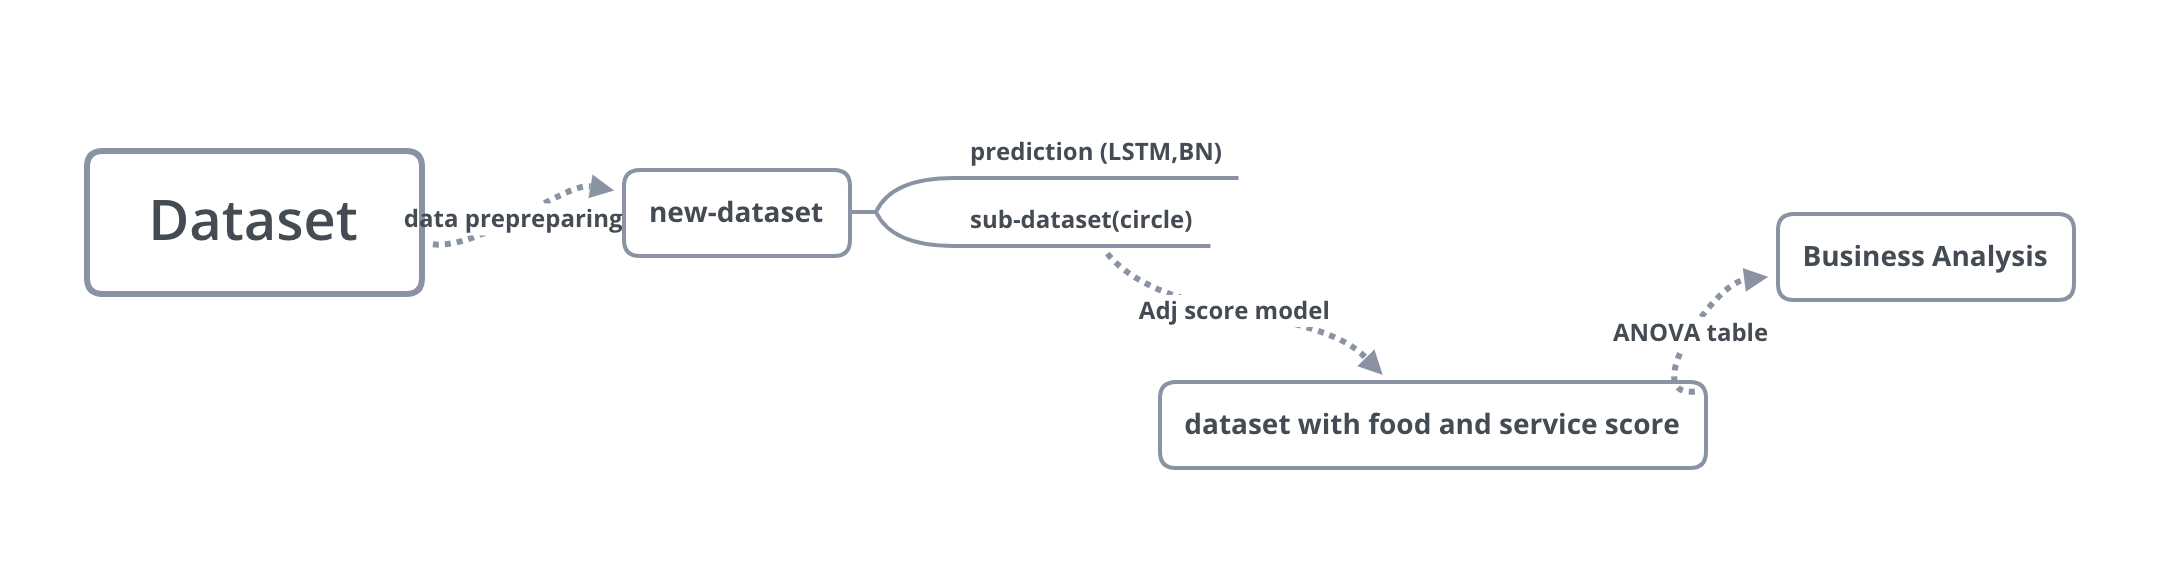 Dataset
data prepreparing
new-dataset
prediction (LSTM,BN)
sub-dataset(circle)
Adj score model
dataset with food and service score
ANOVA table
Business Analysis